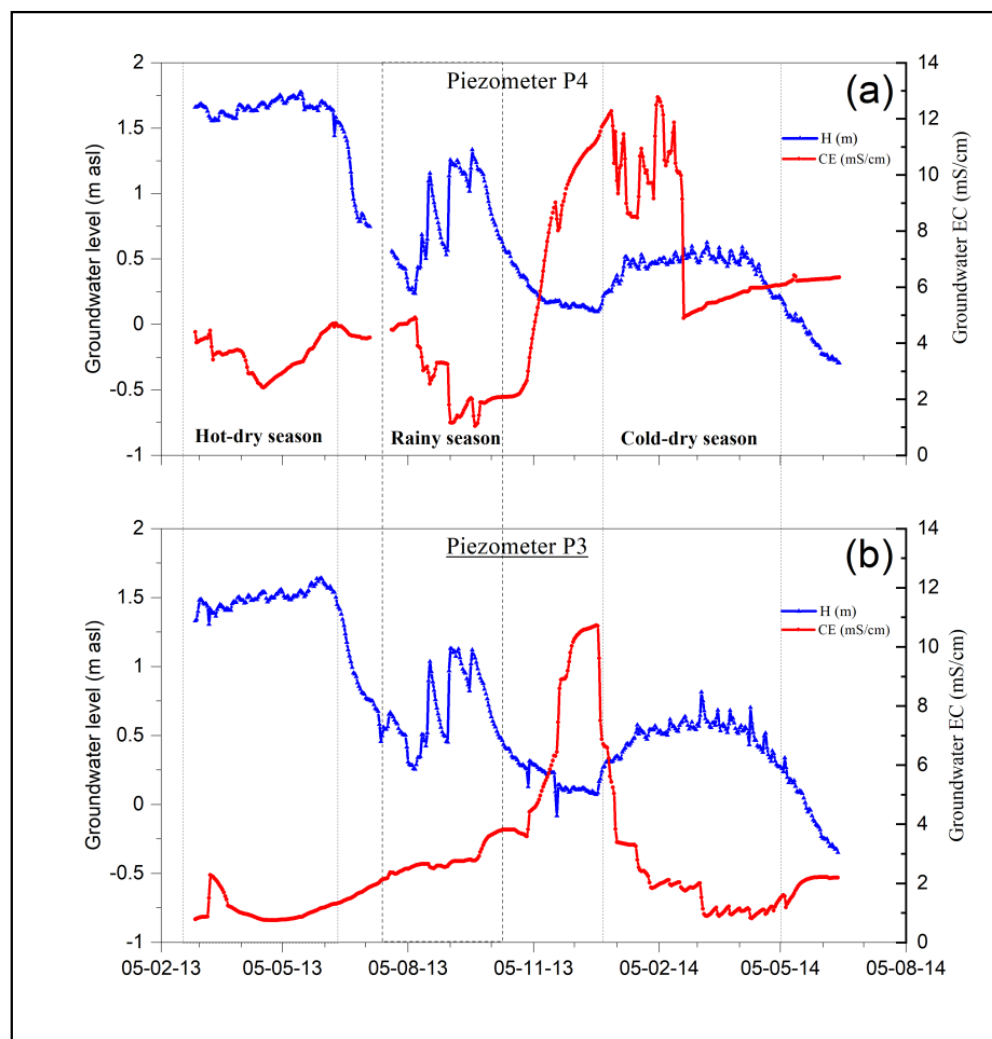 Piezometer P4
(a)
H (m)
CE (mS/cm)
2
1.5
1
0.5
0
-0.5
-1
Groundwater level (m asl)
14
12
10
8
6
4
2
0
Groundwater EC (mS/cm)
Hot-dry season
Rainy season
Cold-dry season
Piezometer P3
(b)
H (m)
CE (mS/cm)
2
1.5
1
0.5
0
-0.5
-1
Groundwater level (m asl)
14
12
10
8
6
4
2
0
Groundwater EC (mS/cm)
05-02-13
05-05-13
05-08-13
05-11-13
05-02-14
05-05-14
05-08-14